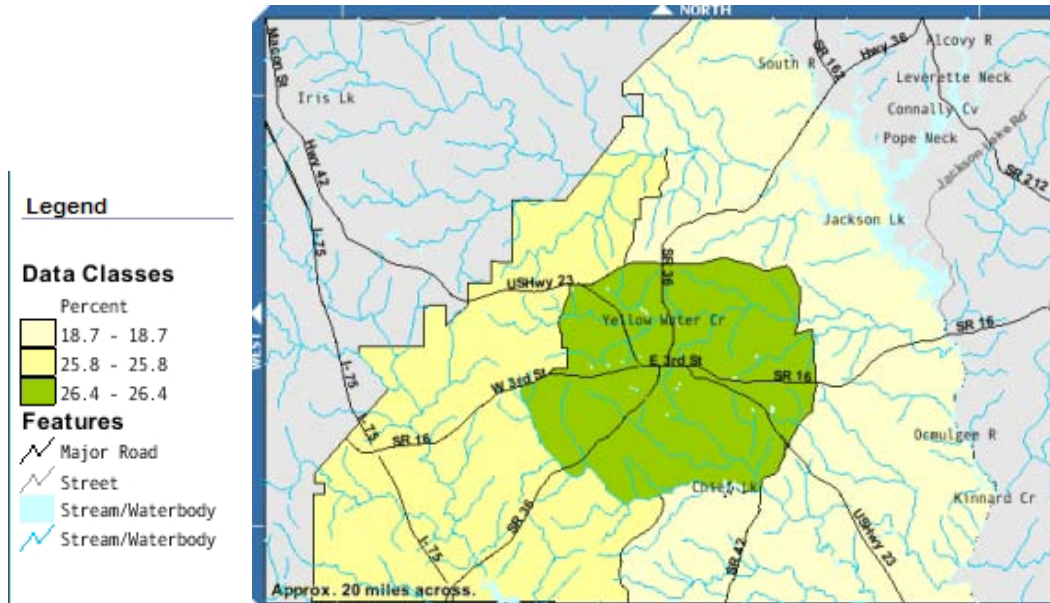 Legend
Data Classes
Percent
18.7 - 18.7
25.8 - 25.8
26.4 - 26.4
Features
Major Road
Street
Stream/Waterbody
Stream/Waterbody
NORTH
WEST
Macon St
Iris Lk
Hwy 42
I-75
South R
SR 162
Hwy 36
Alcovy R
Leverette Neck
Connally Cv
Pope Neck
Jackson Lake Rd
SR 212
Jackson Lk
USHwy 23
SR 36
Yellow Water Cr
SR 16
I-75
W 3rd St
E 3rd St
SR 16
I-75
SR 16
Ocmulgee R
Chief Lk
Kinnard Cr
SR 36
I-75
SR 42
USHwy 23
Approx. 20 miles across.